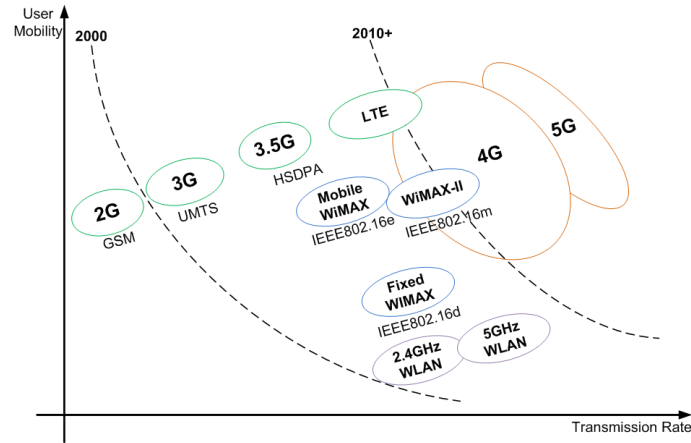 User
Mobility
2000
2010+
LTE
5G
4G
3.5G
HSDPA
3G
UMTS
2G
GSM
Mobile
WiMAX
IEEE802.16e
WiMAX-II
IEEE802.16m
Fixed
WIMAX
IEEE802.16d
5GHz
WLAN
2.4GHz
WLAN
Transmission Rate